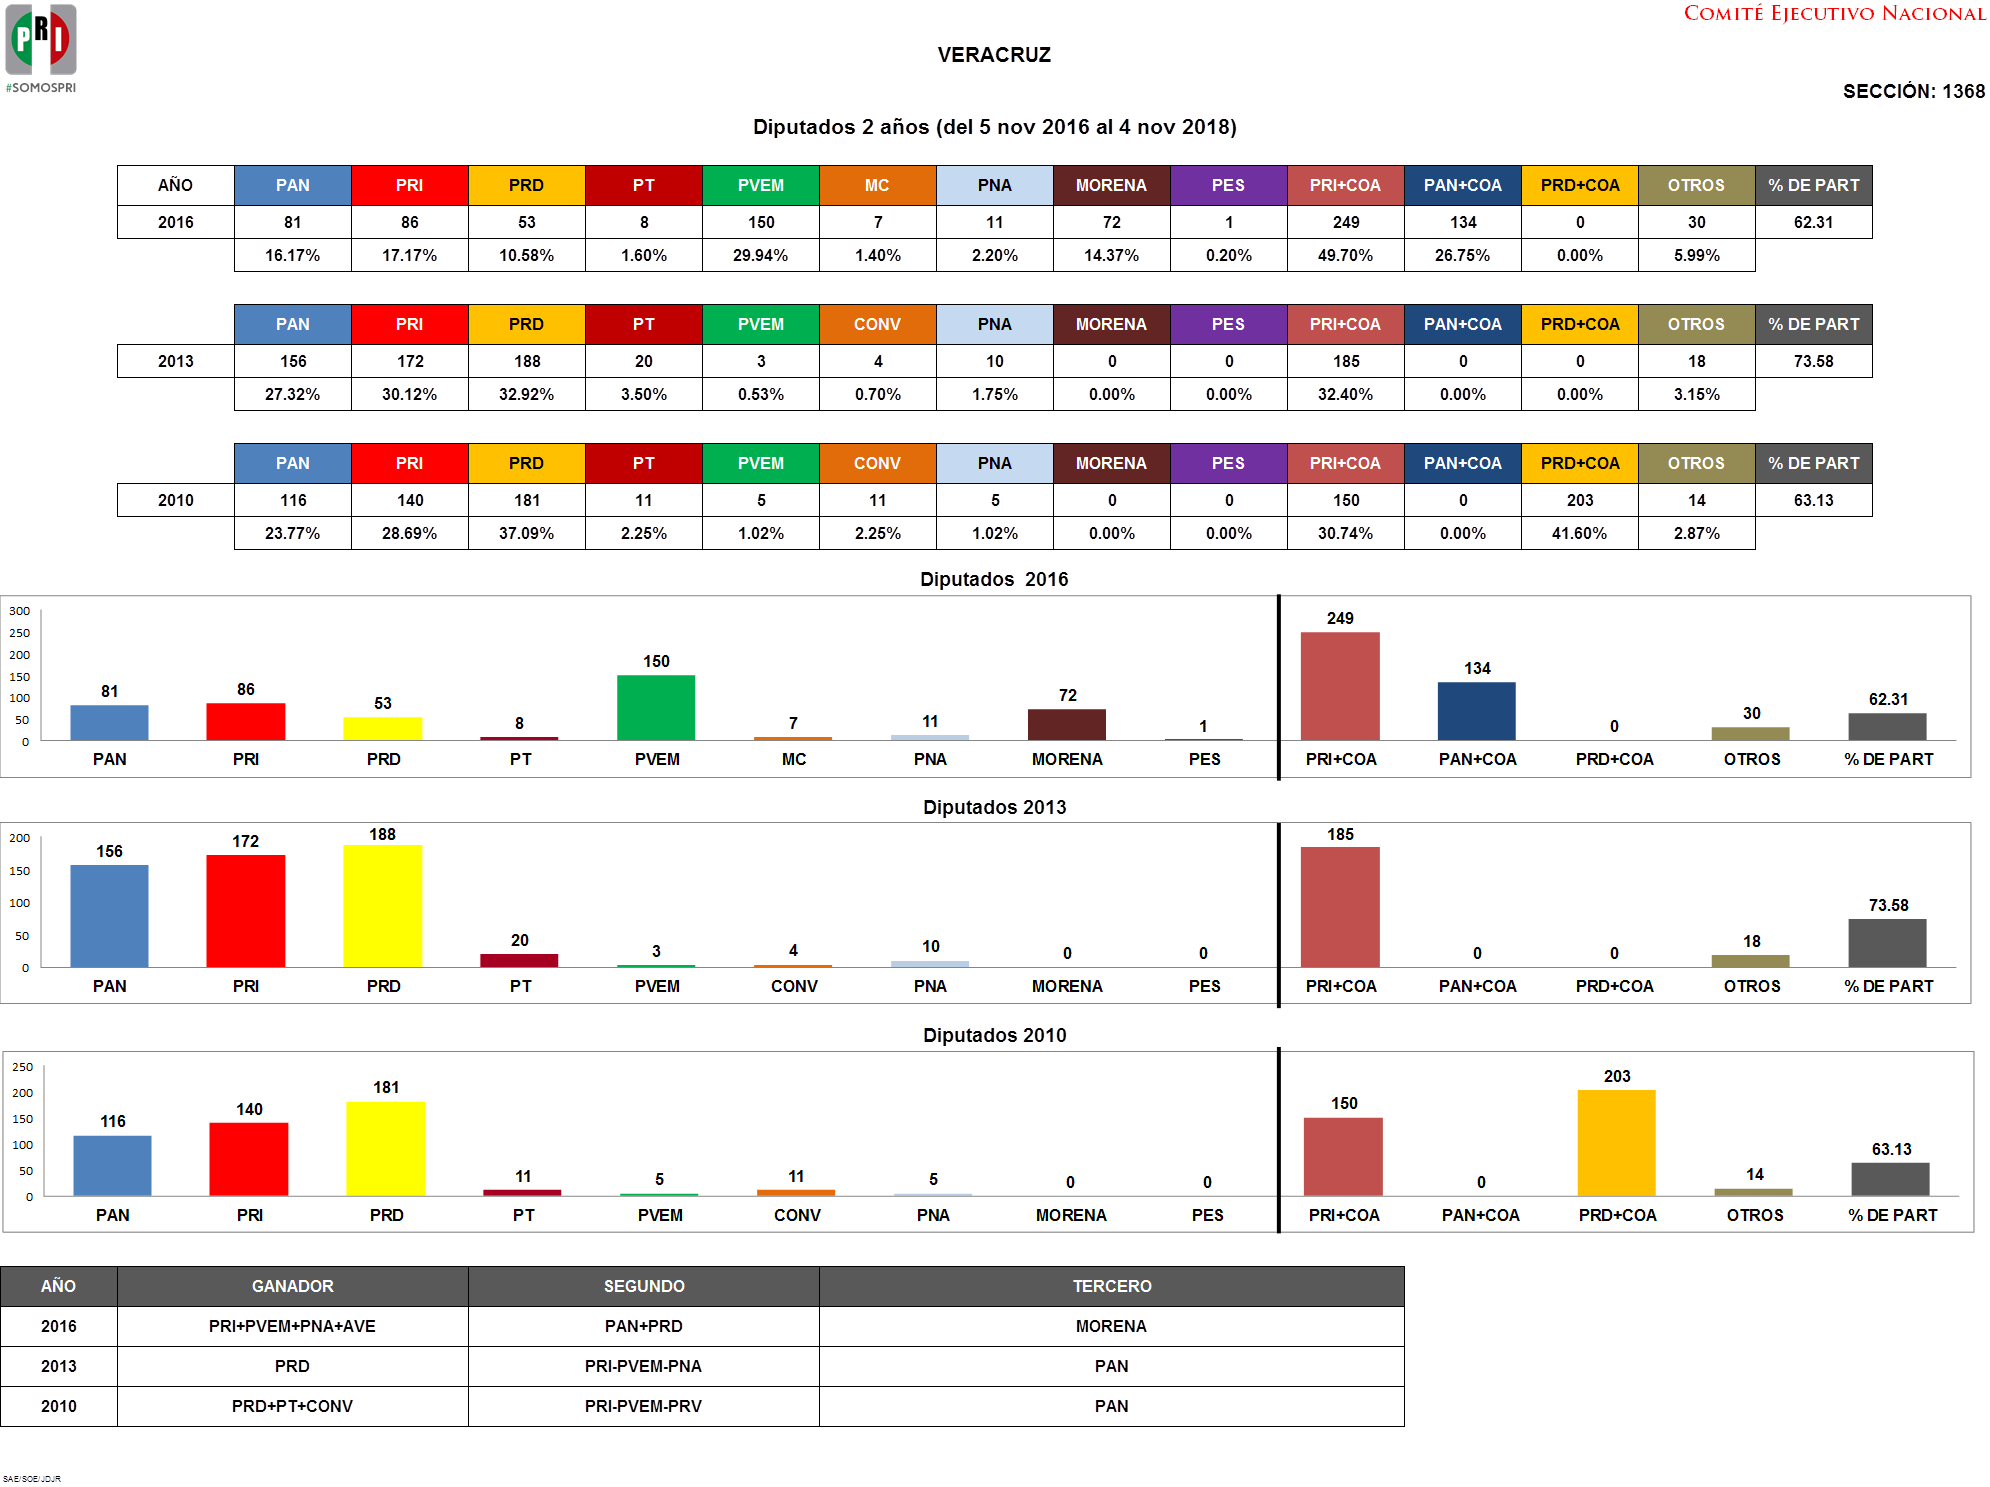 PRI
#SOMOSPRI
COMITÉ EJECUTIVO NACIONAL
VERACRUZ
SECCIÓN: 1368
Diputados 2 años (del 5 nov 2016 al 4 nov 2018)
AÑO PAN PRI PRD PT PVEM MC PNA MORENA PES PRI+COA PAN+COA PRD+COA OTROS % DE PART
2016 81 86 53 8 150 7 11 72 1 249 134 0 30 62.31
16.17% 17.17% 10.58% 1.60% 29.94% 1.40% 2.20% 14.37% 0.20% 49.70% 26.75% 0.00% 5.99%
PAN PRI PRD PT PVEM CONV PNA MORENA PES PRI+COA PAN+COA PRD+COA OTROS % DE PART
2013 156 172 188 20 3 4 10 0 0 185 0 0 18 73.58
27.32% 30.12% 32.92% 3.50% 0.53% 0.70% 1.75% 0.00% 0.00% 32.40% 0.00% 0.00% 3.15%
PAN PRI PRD PT PVEM CONV PNA MORENA PES PRI+COA PAN+COA PRD+COA OTROS % DE PART
2010 116 140 181 11 5 11 5 0 0 150 0 203 14 63.13
23.77% 28.69% 37.09% 2.25% 1.02% 2.25% 1.02% 0.00% 0.00% 30.74% 0.00% 41.60% 2.87%
Diputados 2016
300
250
200
150
100
50
0
81 86 53 8 150 7 11 72 1 249 134 0 30 62.31
PAN PRI PRD PT PVEM MC PNA MORENA PES PRI+COA PAN+COA PRD+COA OTROS % DE PART
Diputados 2013
200
150
100
50
0
156 172 188 20 3 4 10 0 0 185 0 0 18 73.58
PAN PRI PRD PT PVEM CONV PNA MORENA PES PRI+COA PAN+COA PRD+COA OTROS % DE PART
Diputados 2010
250
200
150
100
50
0
116 140 181 11 5 11 5 0 0 150 0 203 14 63.13
PAN PRI PRD PT PVEM CONV PNA MORENA PES PRI+COA PAN+COA PRD+COA OTROS % DE PART
AÑO GANADOR SEGUNDO TERCERO
2016 PRI+PVEM+PNA+AVE PAN+PRD MORENA
2013 PRD PRI-PVEM-PNA PAN
2010 PRD+PT+CONV PRI-PVEM-PRV PAN
SAE/SOE/JDJR